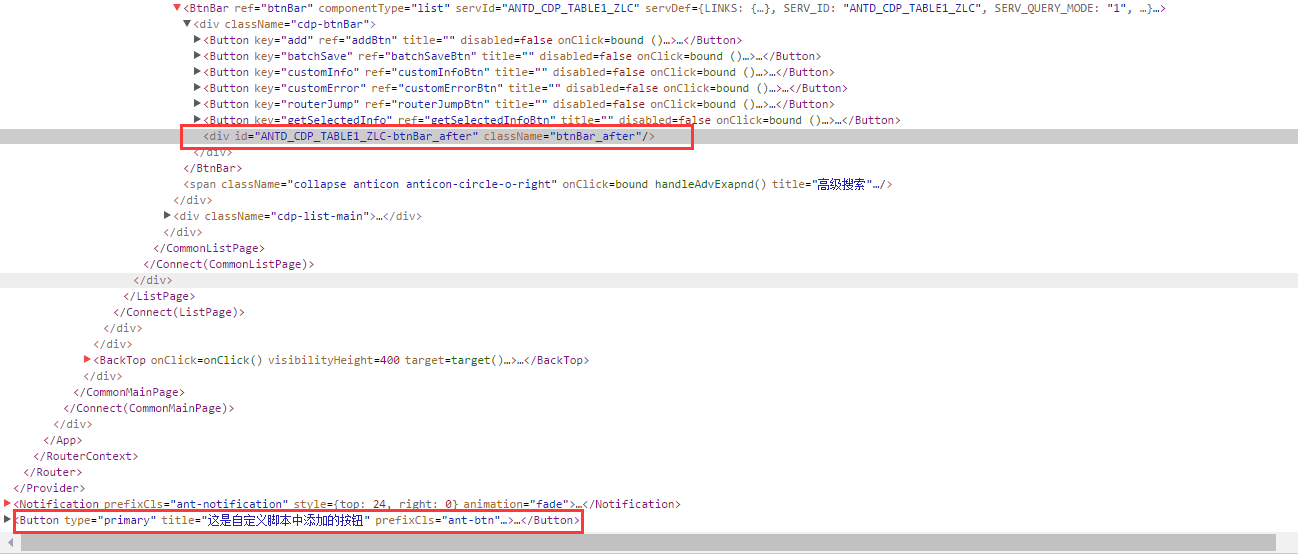 <BtnBar ref="btnBar" componentType="list" servId="ANTD_CDP_TABLE1_ZLC" servDef={LINKS: {…}, SERV_ID: "ANTD_CDP_TABLE1_ZLC", SERV_QUERY_MODE: "1", …}…>
<div className="cdp-btnBar">
<Button key="add" ref="addBtn" title="" disabled=false onClick=bound ()…>…</Button>
<Button key="batchSave" ref="batchSaveBtn" title="" disabled=false onClick=bound ()…>…</Button>
<Button key="customInfo" ref="customInfoBtn" title="" disabled=false onClick=bound ()…>…</Button>
<Button key="customError" ref="customErrorBtn" title="" disabled=false onClick=bound ()…>…</Button>
<Button key="routerJump" ref="routerJumpBtn" title="" disabled=false onClick=bound ()…>…</Button>
<Button key="getSelectedInfo" ref="getSelectedInfoBtn" title="" disabled=false onClick=bound ()…>…</Button>
<div id="ANTD_CDP_TABLE1_ZLC-btnBar_after" className="btnBar_after"/>
</div>
</BtnBar>
<span className="collapse anticon anticon-circle-o-right" onClick=bound handleAdvExapnd() title="高级搜索"…/>
</div>
<div className="cdp-list-main">…</div>
</div>
</CommonListPage>
</Connect(CommonListPage)>
</div>
</ListPage>
</Connect(ListPage)>
</div>
</div>
<BackTop onClick=onClick() visibilityHeight=400 target=target()…>…</BackTop>
</div>
</CommonMainPage>
</Connect(CommonMainPage)>
</div>
</App>
</RouterContext>
</Router>
</Provider>
<Notification prefixCls="ant-notification" style={top: 24, right: 0} animation="fade">…</Notification>
<Button type="primary" title="这是自定义脚本中添加的按钮" prefixCls="ant-btn"…>…</Button>